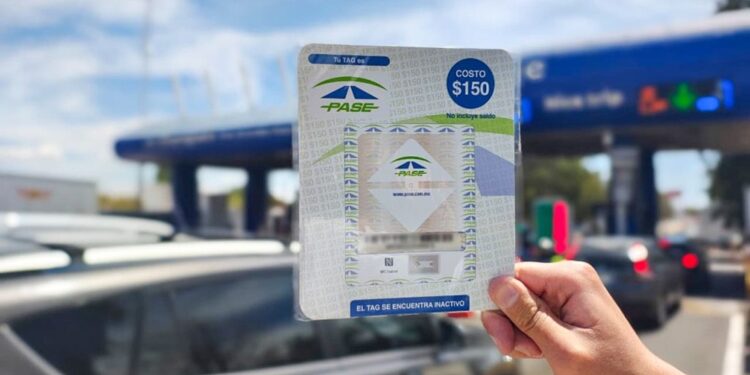 Tu TAG es
PASE
COSTO
$150
No incluye saldo
PASE
www.pase.com.mx
EL TAG SE ENCUENTRA INACTIVO